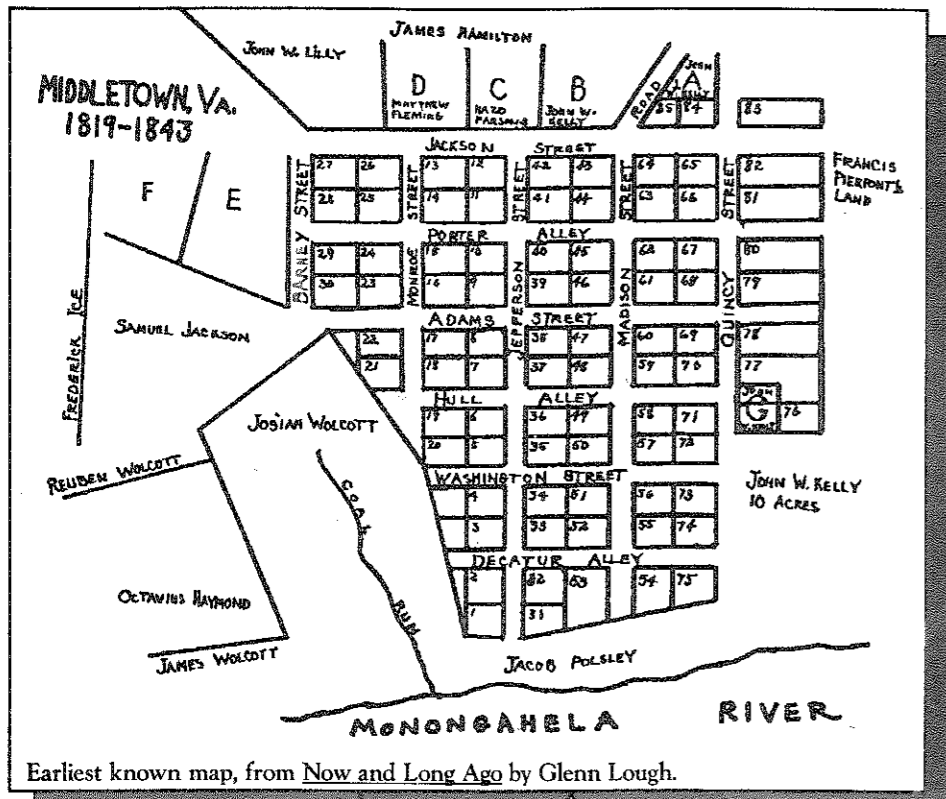 JAMES HAMILTON
JOHN W. LILLY
MIDDLETOWN, VA.
1819-1843
D
MATTHEW
FLEMING
C
HAZO
PARSONS
B
JOHN W.
KELLY
ROAD
JOHN
A
W. KELLY
85 84
83
JACKSON STREET
FRANCIS
PIERPONT'S
LAND
F
E
BARNEY STREET
MONROE STREET
JEFFERSON STREET
MADISON STREET
QUINCY STREET
27 26 13 12 42 43 64 65 82
28 25 14 11 41 44 63 66 81
PORTER ALLEY
29 24 15 10 40 45 62 67 80
30 23 16 9 39 46 61 68 79
FREDERICK ICE
SAMUEL JACKSON
ADAMS STREET
22 17 8 38 47 60 69 78
21 18 7 37 48 59 70 77
HULL ALLEY
JOHN
G
W. KELLY
76
JOSIAH WOLCOTT
19 6 36 49 58 71
20 5 35 50 57 72
REUBEN WOLCOTT
COAL RUN
WASHINGTON STREET
JOHN W. KELLY
10 ACRES
4 34 51 56 73
3 33 52 55 74
DECATUR ALLEY
2 32 53 54 75
1 31
OCTAVIUS HAYMOND
JAMES WOLCOTT
JACOB POLSLEY
MONONGAHELA RIVER
Earliest known map, from Now and Long Ago by Glenn Lough.